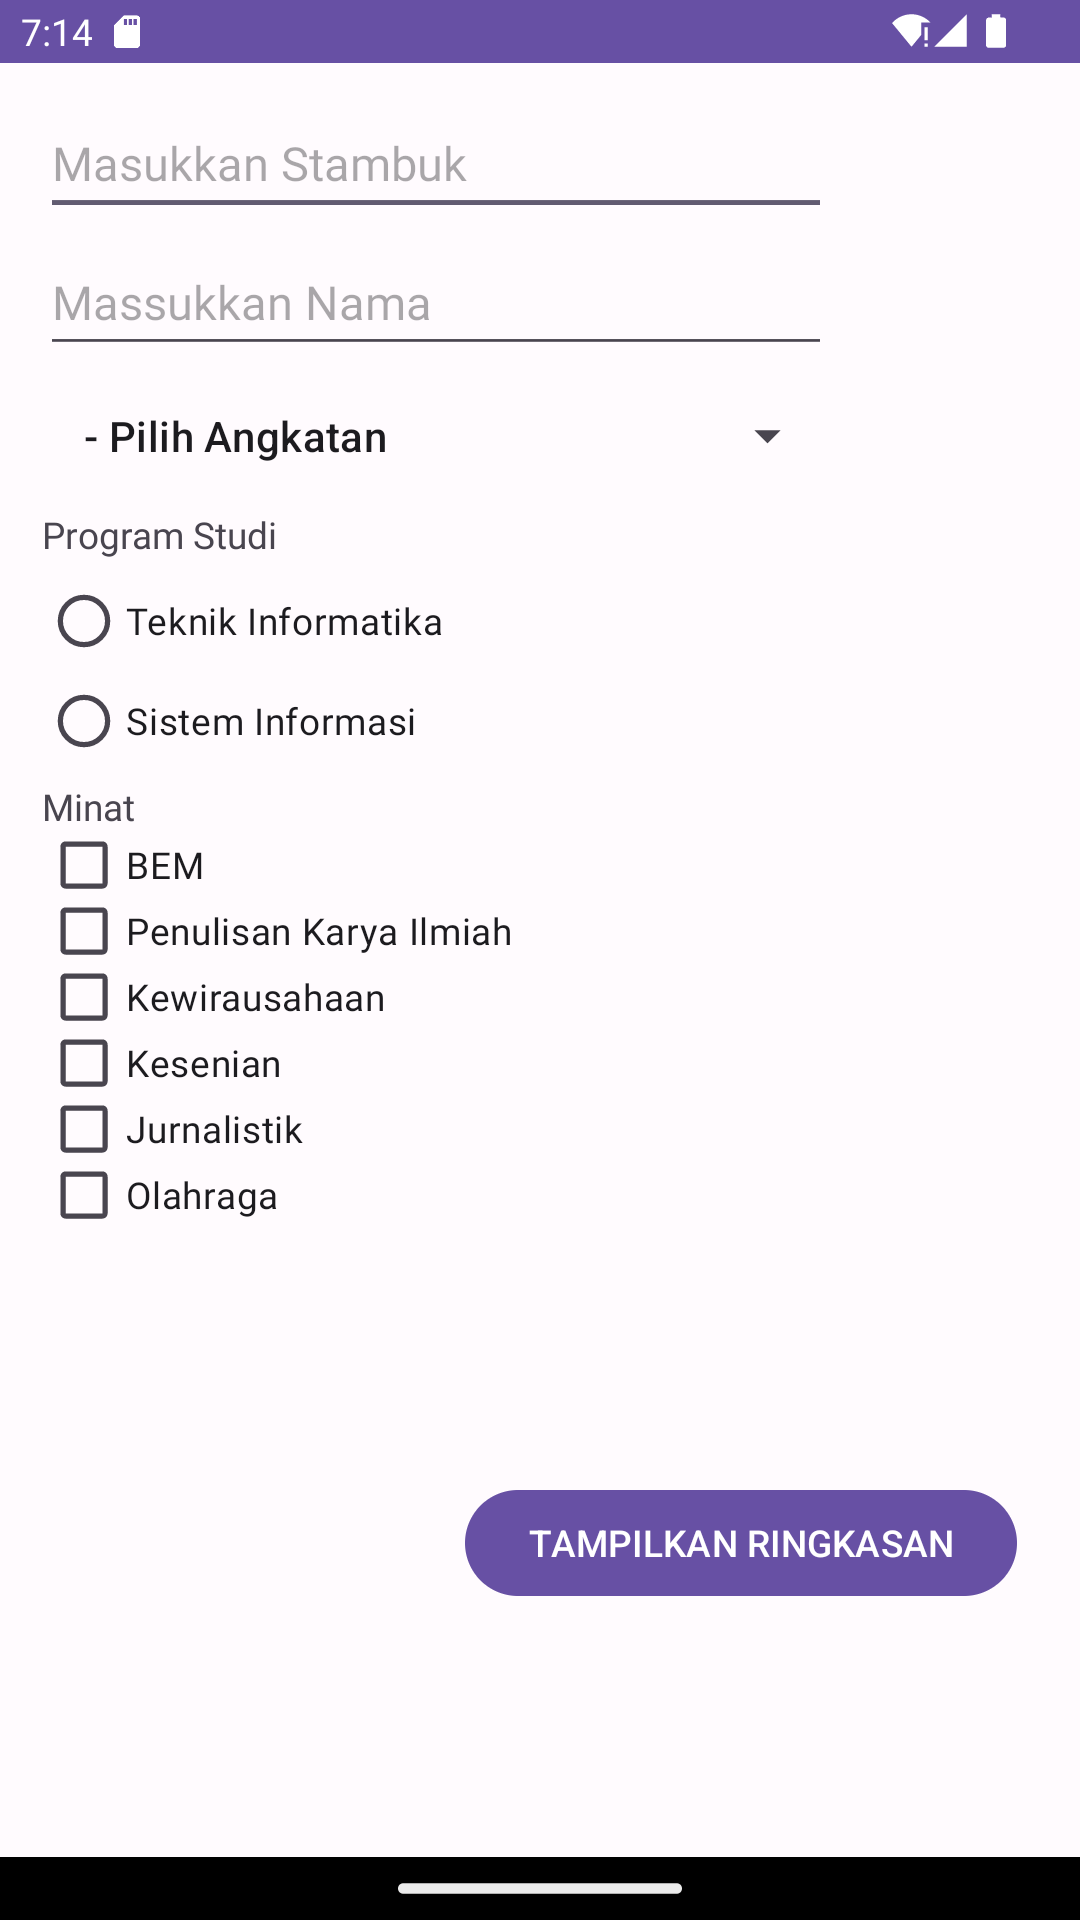 7:14
Masukkan Stambuk
Massukkan Nama
- Pilih Angkatan
Program Studi
Teknik Informatika
Sistem Informasi
Minat
BEM
Penulisan Karya Ilmiah
Kewirausahaan
Kesenian
Jurnalistik
Olahraga
TAMPILKAN RINGKASAN